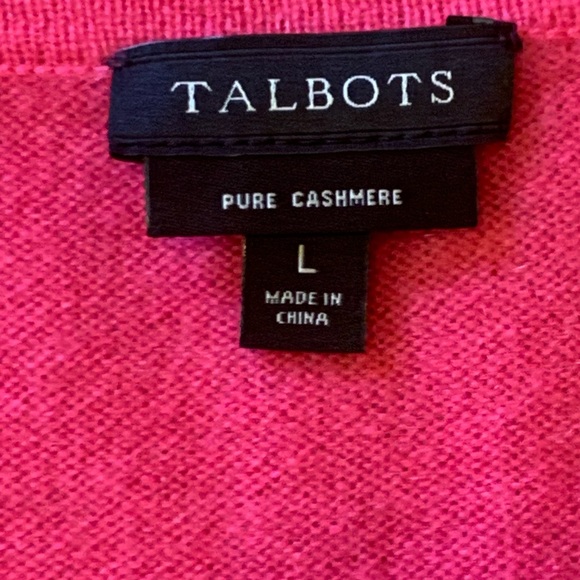 TALBOTS
PURE CASHMERE
L
MADE IN
CHINA